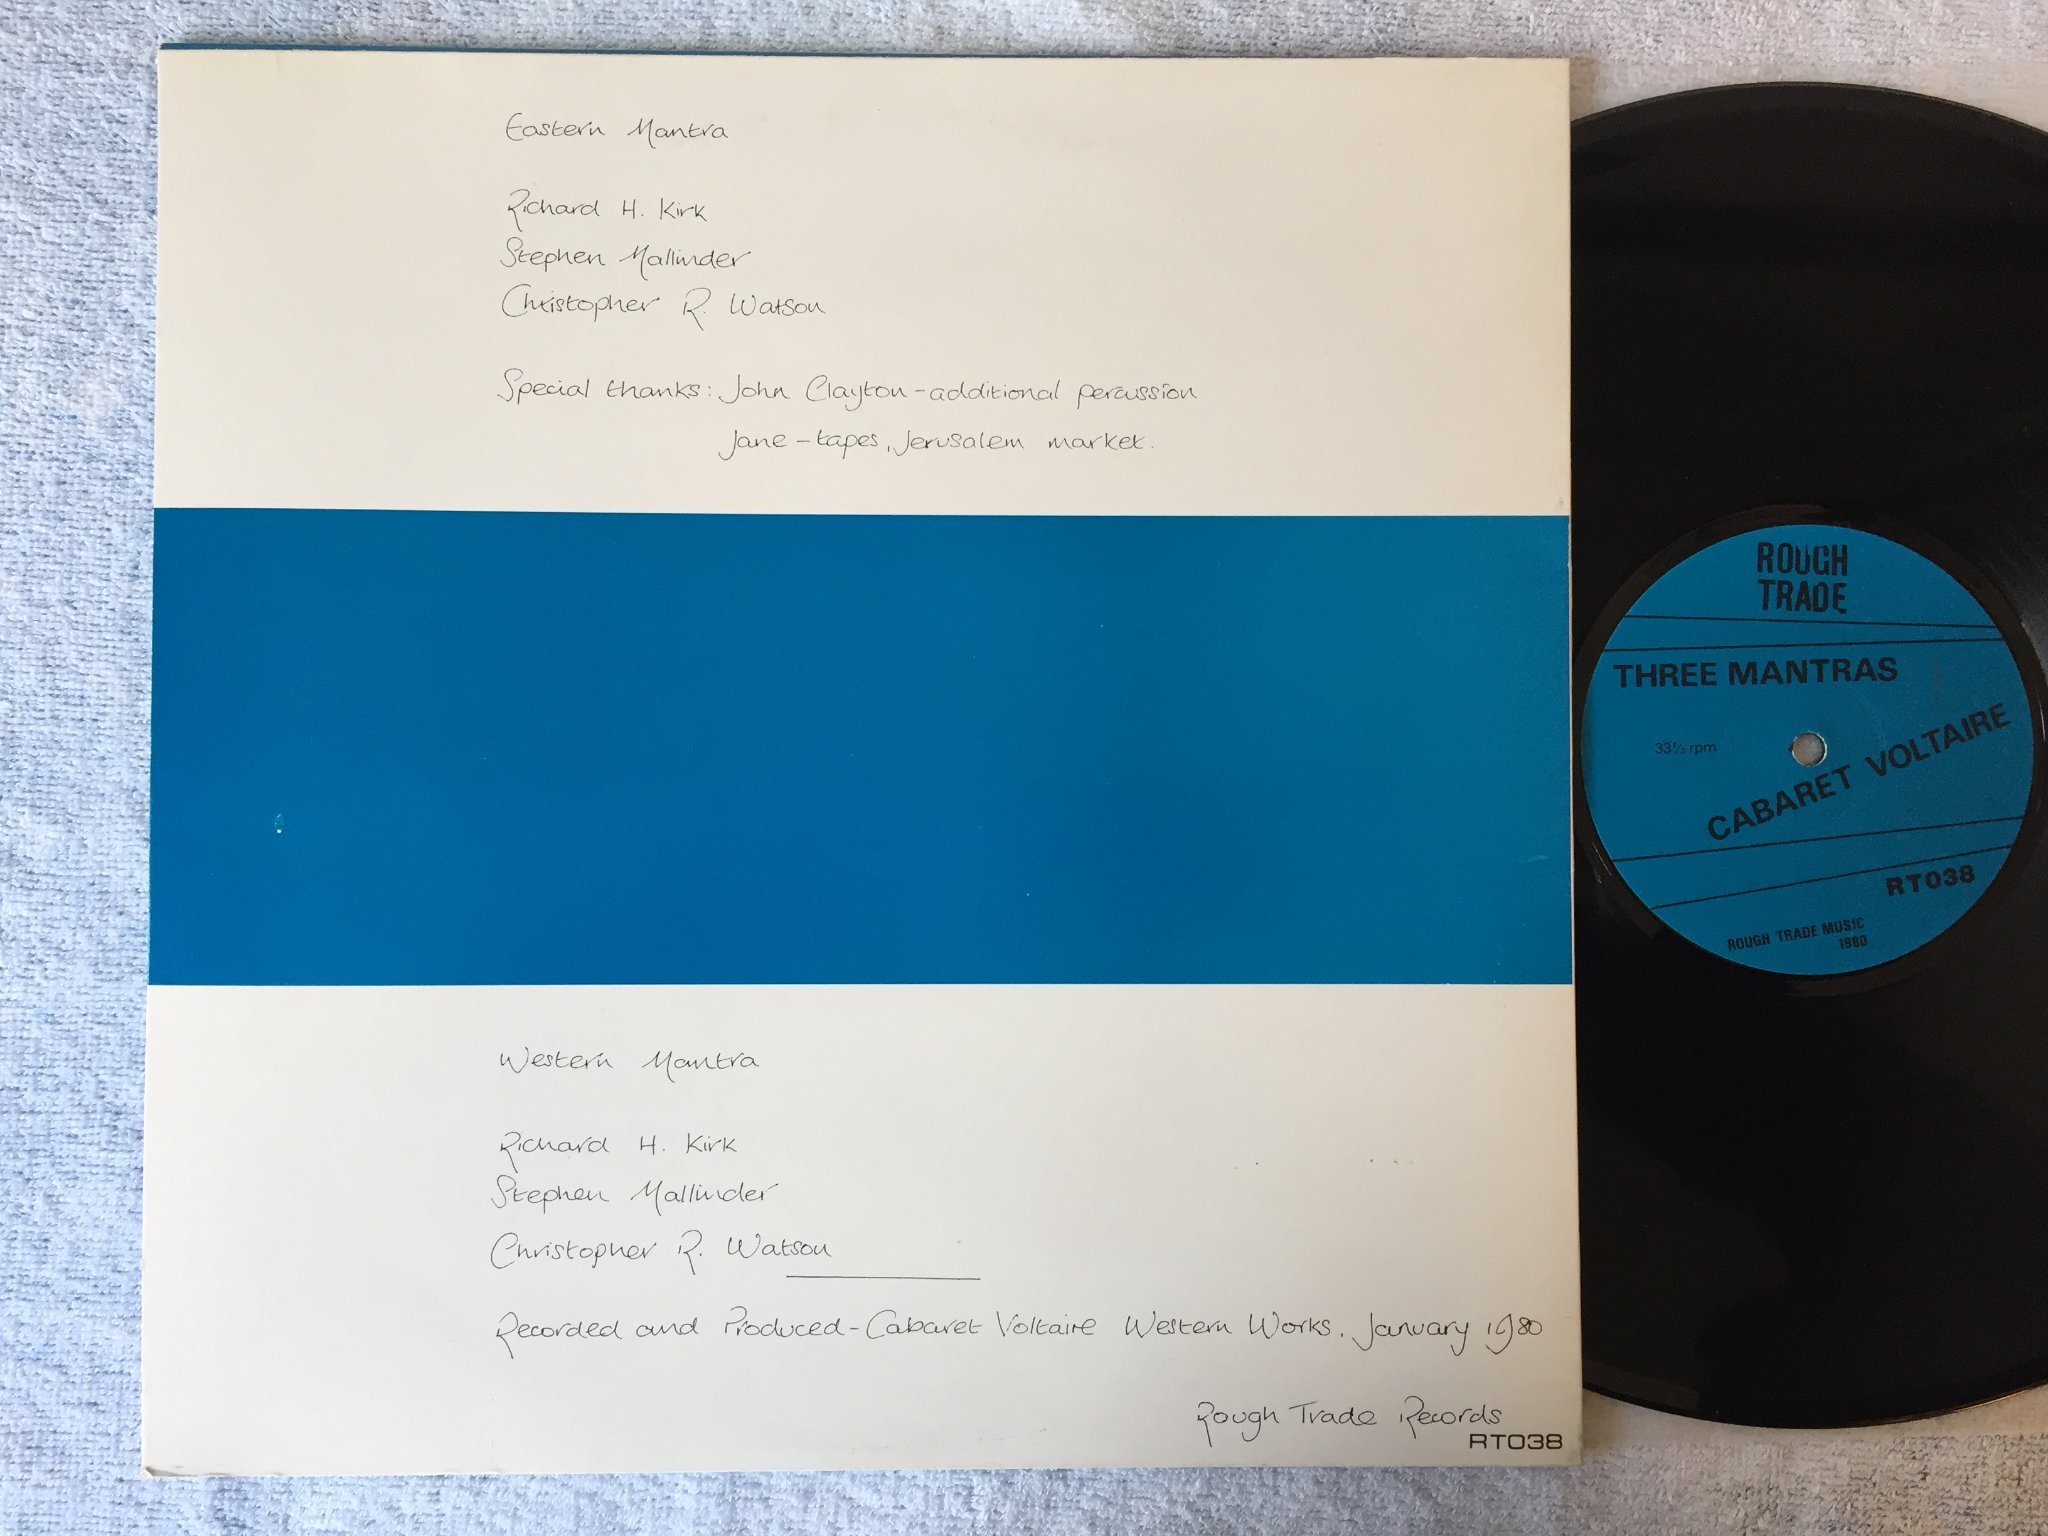 Eastern Mantra
Richard H. Kirk
Stephen Mallinder
Christopher R. Watson
Special thanks: John Clayton - additional percussion
Jane - tapes, Jerusalem market.
Western Mantra
Richard H. Kirk
Stephen Mallinder
Christopher R. Watson
Recorded and Produced - Cabaret Voltaire Western Works. January 1980
Rough Trade Records
RT038
ROUGH
TRADE
THREE MANTRAS
33⅓ rpm
CABARET VOLTAIRE
RT038
ROUGH TRADE MUSIC
1980